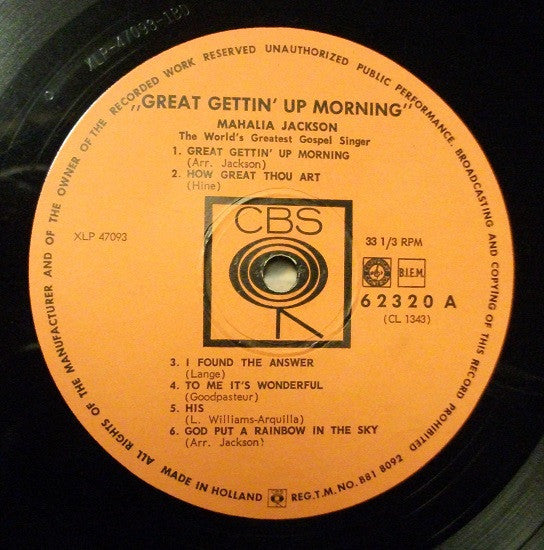 XLP-47093-1BD
ALL RIGHTS OF THE MANUFACTURER AND OF THE OWNER OF THE RECORDED WORK RESERVED UNAUTHORIZED PUBLIC PERFORMANCE, BROADCASTING AND COPYING OF THIS RECORD PROHIBITED
„GREAT GETTIN' UP MORNING"
MAHALIA JACKSON
The World's Greatest Gospel Singer
1. GREAT GETTIN' UP MORNING
(Arr. Jackson)
2. HOW GREAT THOU ART
(Hine)
CBS
XLP 47093
33 1/3 RPM
B.I.E.M.
62320 A
(CL 1343)
3. I FOUND THE ANSWER
(Lange)
4. TO ME IT'S WONDERFUL
(Goodpasteur)
5. HIS
(L. Williams-Arquilla)
6. GOD PUT A RAINBOW IN THE SKY
(Arr. Jackson)
MADE IN HOLLAND REG.T.M.NO. 881 8092